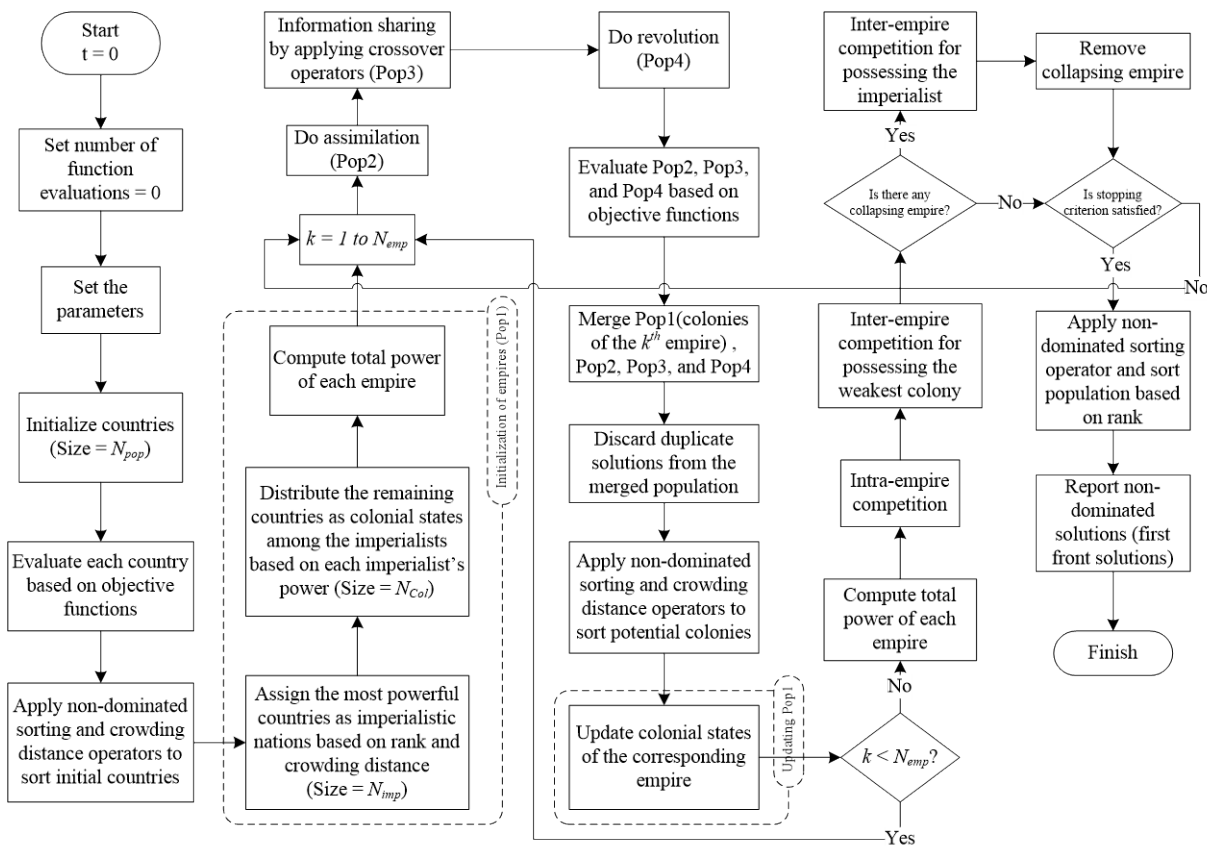 Start
t = 0
Set number of
function
evaluations = 0
Set the
parameters
Initialize countries
(Size = N_pop)
Evaluate each country
based on objective
functions
Apply non-dominated
sorting and crowding
distance operators to
sort initial countries
Information sharing
by applying crossover
operators (Pop3)
Do assimilation
(Pop2)
k = 1 to N_emp
Compute total power
of each empire
Distribute the remaining
countries as colonial states
among the imperialists
based on each imperialist's
power (Size = N_Col)
Assign the most powerful
countries as imperialistic
nations based on rank and
crowding distance
(Size = N_imp)
Initialization of empires (Pop1)
Do revolution
(Pop4)
Evaluate Pop2, Pop3,
and Pop4 based on
objective functions
Merge Pop1(colonies
of the k^th empire) ,
Pop2, Pop3, and Pop4
Discard duplicate
solutions from the
merged population
Apply non-dominated
sorting and crowding
distance operators to
sort potential colonies
Update colonial states
of the corresponding
empire
Updating Pop1
k < N_emp?
Yes
No
Compute total
power of each
empire
Intra-empire
competition
Inter-empire
competition for
possessing the
weakest colony
Is there any
collapsing empire?
Yes
No
Inter-empire
competition for
possessing the
imperialist
Remove
collapsing empire
Is stopping
criterion satisfied?
Yes
No
Apply non-
dominated sorting
operator and sort
population based
on rank
Report non-
dominated
solutions (first
front solutions)
Finish